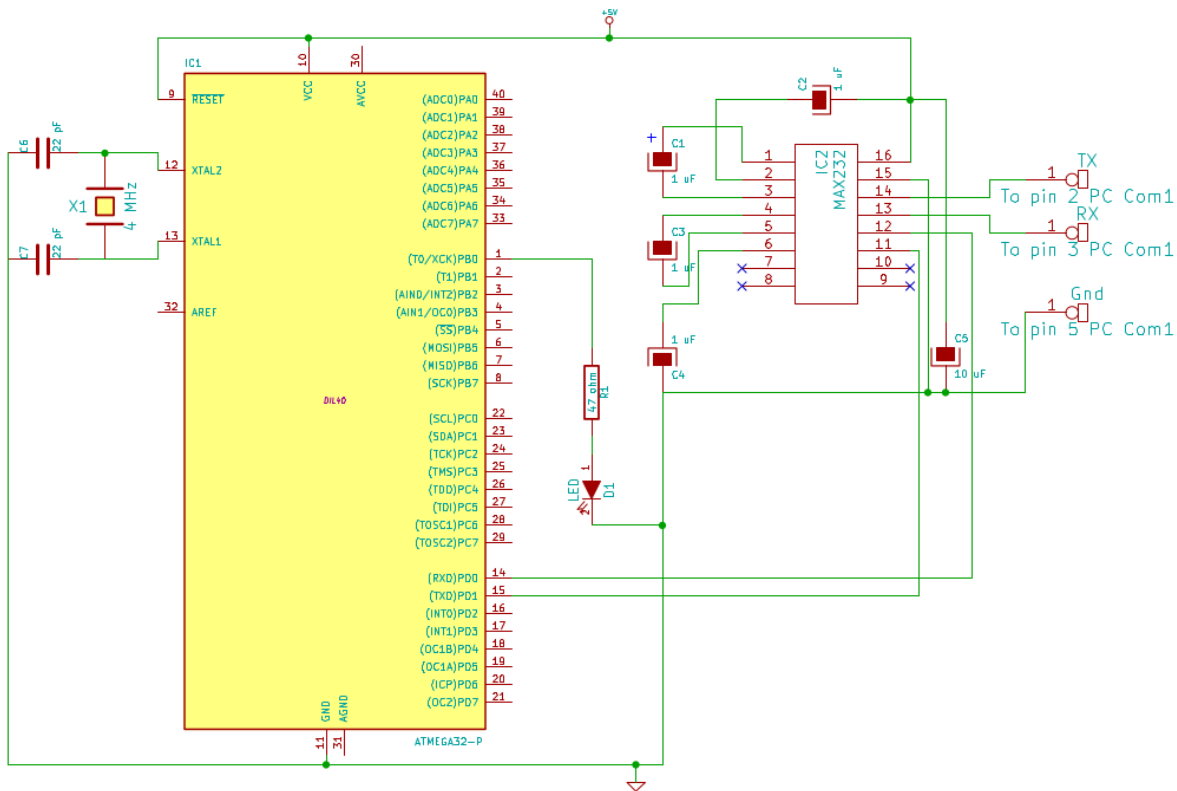 +5V
IC1
10
VCC
30
AVCC
9 RESET
12 XTAL2
13 XTAL1
32 AREF
C6
22 pF
X1
4 MHz
C7
22 pF
(ADC0)PA0 40
(ADC1)PA1 39
(ADC2)PA2 38
(ADC3)PA3 37
(ADC4)PA4 36
(ADC5)PA5 35
(ADC6)PA6 34
(ADC7)PA7 33
(T0/XCK)PB0 1
(T1)PB1 2
(AIN0/INT2)PB2 3
(AIN1/OC0)PB3 4
(SS)PB4 5
(MOSI)PB5 6
(MISO)PB6 7
(SCK)PB7 8
DIL40
(SCL)PC0 22
(SDA)PC1 23
(TCK)PC2 24
(TMS)PC3 25
(TDO)PC4 26
(TDI)PC5 27
(TOSC1)PC6 28
(TOSC2)PC7 29
(RXD)PD0 14
(TXD)PD1 15
(INT0)PD2 16
(INT1)PD3 17
(OC1B)PD4 18
(OC1A)PD5 19
(ICP)PD6 20
(OC2)PD7 21
GND
11
AGND
31
ATMEGA32-P
47 ohm
R1
LED
1
2
D1
C2
1 uF
+
C1
1 uF
C3
1 uF
1 uF
C4
IC2
MAX232
1 16
2 15
3 14
4 13
5 12
6 11
7 10
8 9
C5
10 uF
TX
1
To pin 2 PC Com1
RX
1
To pin 3 PC Com1
Gnd
1
To pin 5 PC Com1